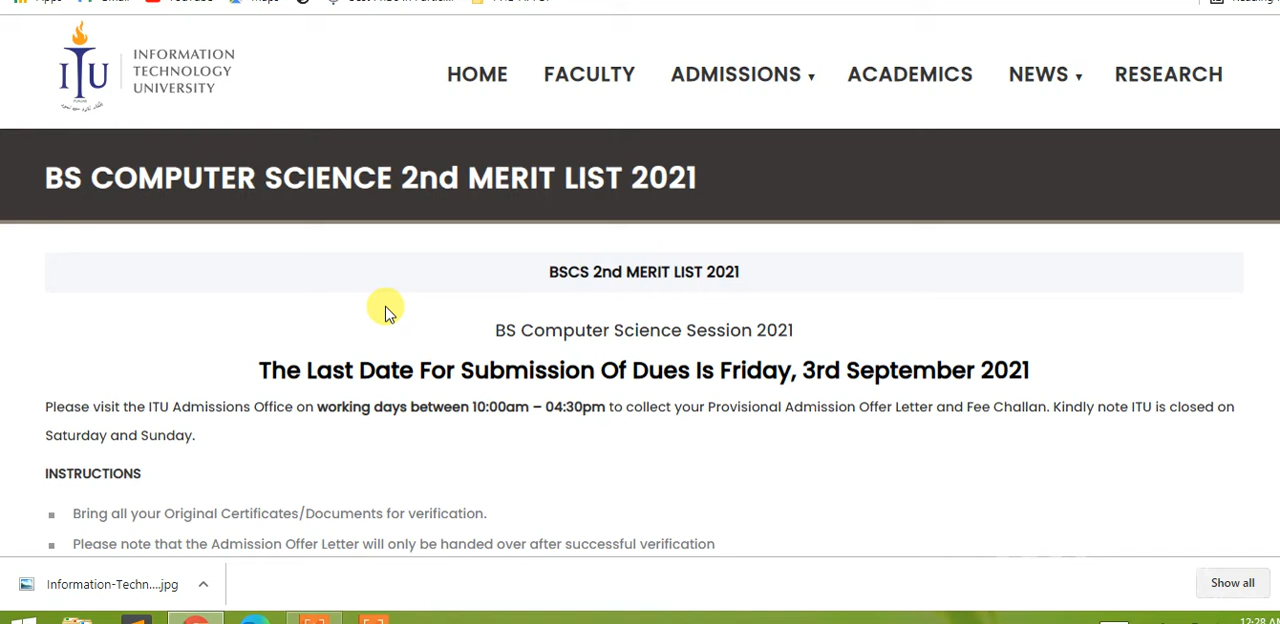 ITU
INFORMATION
TECHNOLOGY
UNIVERSITY
HOME FACULTY ADMISSIONS ▾ ACADEMICS NEWS ▾ RESEARCH
BS COMPUTER SCIENCE 2nd MERIT LIST 2021
BSCS 2nd MERIT LIST 2021
BS Computer Science Session 2021
The Last Date For Submission Of Dues Is Friday, 3rd September 2021
Please visit the ITU Admissions Office on working days between 10:00am – 04:30pm to collect your Provisional Admission Offer Letter and Fee Challan. Kindly note ITU is closed on
Saturday and Sunday.
INSTRUCTIONS
▪ Bring all your Original Certificates/Documents for verification.
▪ Please note that the Admission Offer Letter will only be handed over after successful verification
Information-Techn....jpg
Show all